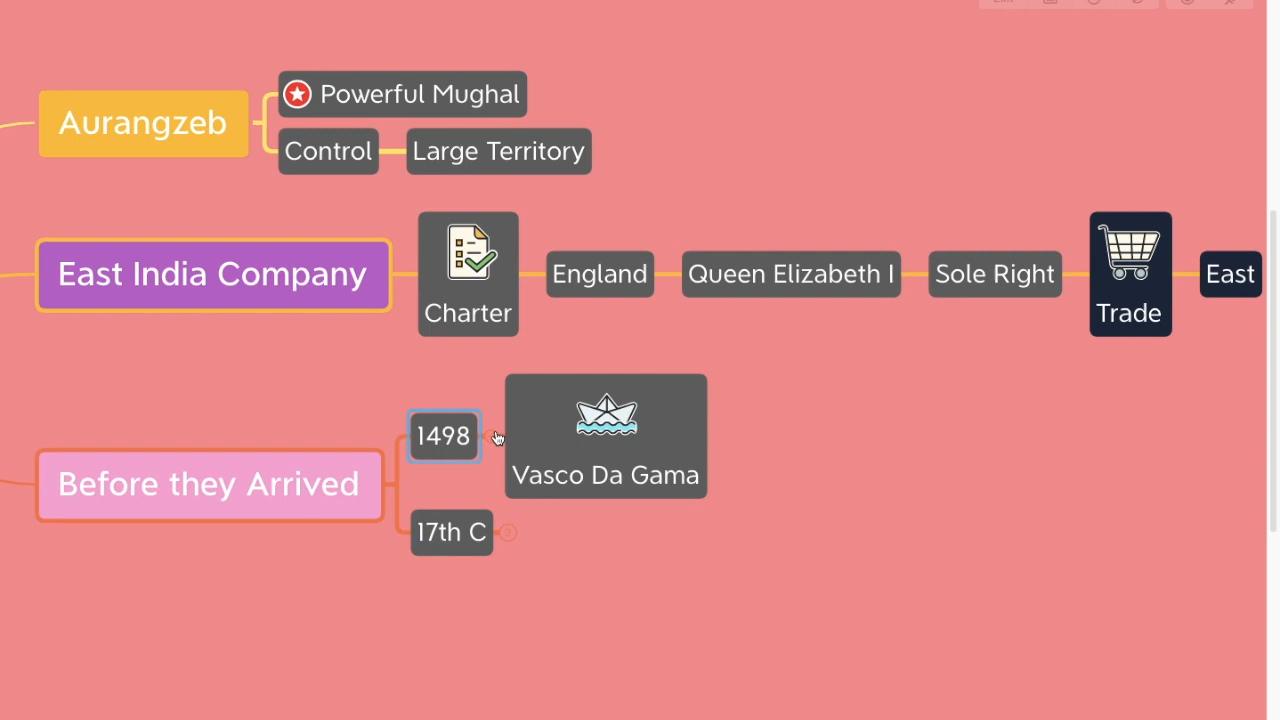 Aurangzeb
Powerful Mughal
Control
Large Territory
East India Company
Charter
England
Queen Elizabeth I
Sole Right
Trade
East
Before they Arrived
1498
Vasco Da Gama
17th C